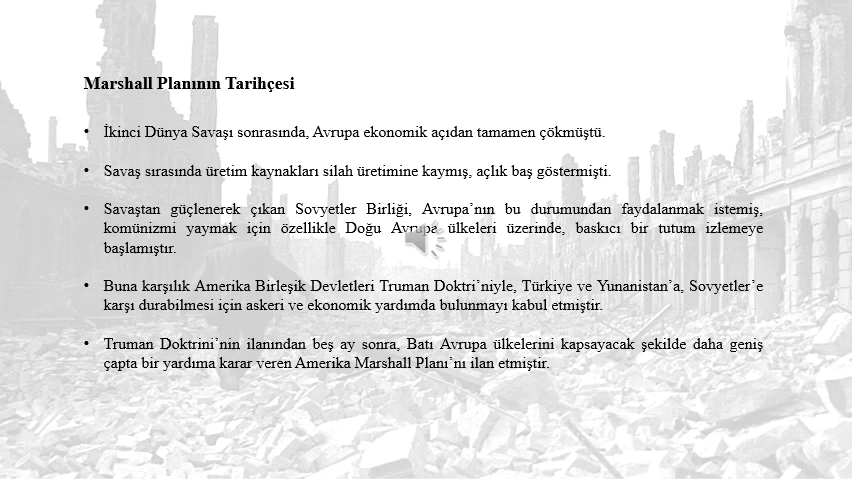 Marshall Planının Tarihçesi
• İkinci Dünya Savaşı sonrasında, Avrupa ekonomik açıdan tamamen çökmüştü.
• Savaş sırasında üretim kaynakları silah üretimine kaymış, açlık baş göstermişti.
• Savaştan güçlenerek çıkan Sovyetler Birliği, Avrupa’nın bu durumundan faydalanmak istemiş,
komünizmi yaymak için özellikle Doğu Avrupa ülkeleri üzerinde, baskıcı bir tutum izlemeye
başlamıştır.
• Buna karşılık Amerika Birleşik Devletleri Truman Doktri’niyle, Türkiye ve Yunanistan’a, Sovyetler’e
karşı durabilmesi için askeri ve ekonomik yardımda bulunmayı kabul etmiştir.
• Truman Doktrini’nin ilanından beş ay sonra, Batı Avrupa ülkelerini kapsayacak şekilde daha geniş
çapta bir yardıma karar veren Amerika Marshall Planı’nı ilan etmiştir.